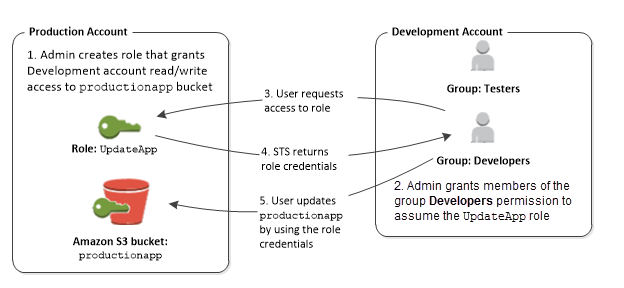 Production Account
1. Admin creates role that grants
Development account read/write
access to productionapp bucket
Role: UpdateApp
Amazon S3 bucket:
productionapp
3. User requests
access to role
4. STS returns
role credentials
5. User updates
productionapp
by using the role
credentials
Development Account
Group: Testers
Group: Developers
2. Admin grants members of the
group Developers permission to
assume the UpdateApp role